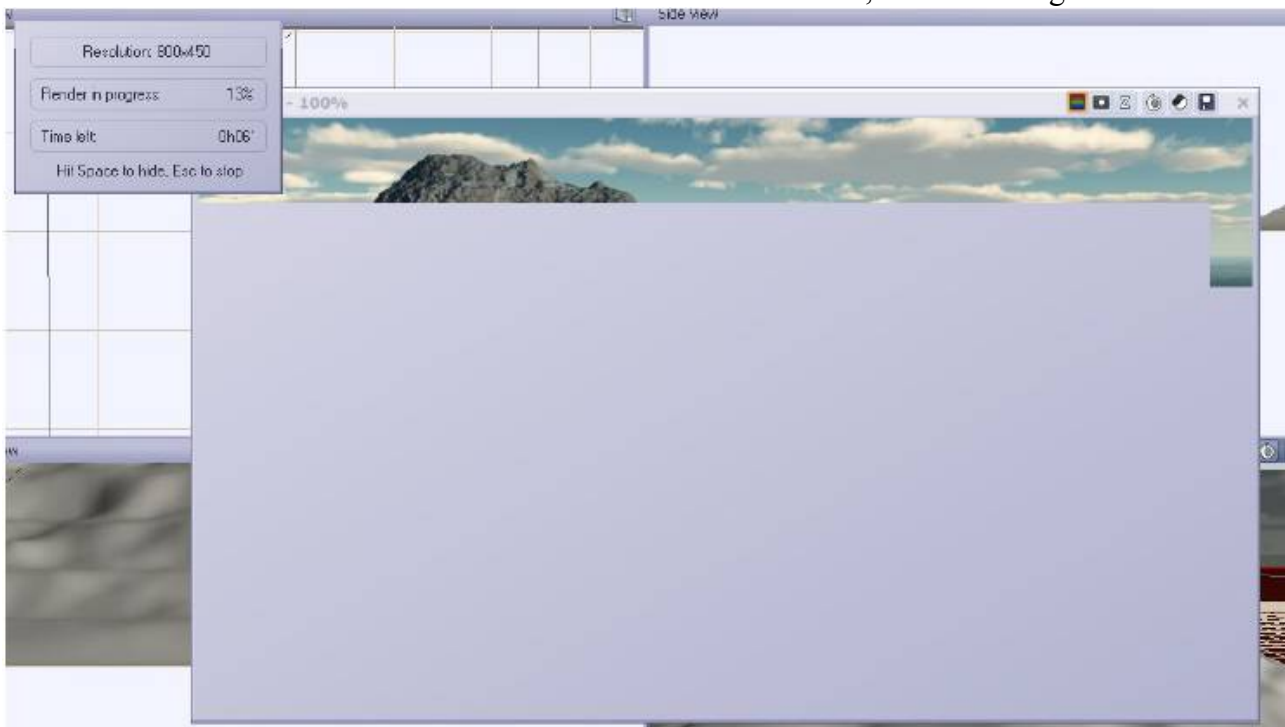 Side View
Resolution: 800x450
Render in progress: 13%
- 100%
Time left: 0h06'
Hit Space to hide, Esc to stop